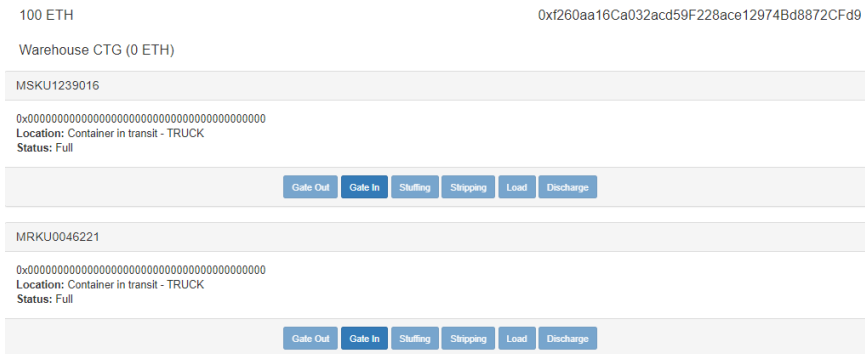 100 ETH 0xf260aa16Ca032acd59F228ace12974Bd8872CFd9
Warehouse CTG (0 ETH)
MSKU1239016
0x0000000000000000000000000000000000000000
Location: Container in transit - TRUCK
Status: Full
Gate Out Gate In Stuffing Stripping Load Discharge
MRKU0046221
0x0000000000000000000000000000000000000000
Location: Container in transit - TRUCK
Status: Full
Gate Out Gate In Stuffing Stripping Load Discharge